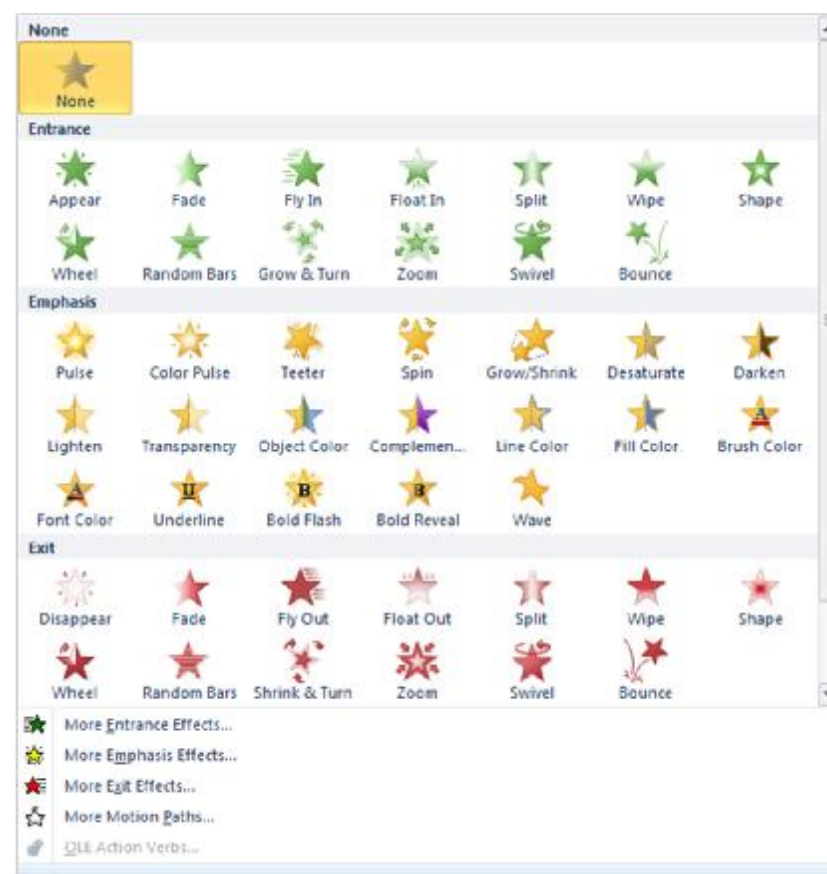 None
None
Entrance
Appear Fade Fly In Float In Split Wipe Shape
Wheel Random Bars Grow & Turn Zoom Swivel Bounce
Emphasis
Pulse Color Pulse Teeter Spin Grow/Shrink Desaturate Darken
Lighten Transparency Object Color Complemen... Line Color Fill Color Brush Color
Font Color Underline Bold Flash Bold Reveal Wave
Exit
Disappear Fade Fly Out Float Out Split Wipe Shape
Wheel Random Bars Shrink & Turn Zoom Swivel Bounce
More Entrance Effects...
More Emphasis Effects...
More Exit Effects...
More Motion Paths...
OLE Action Verbs...